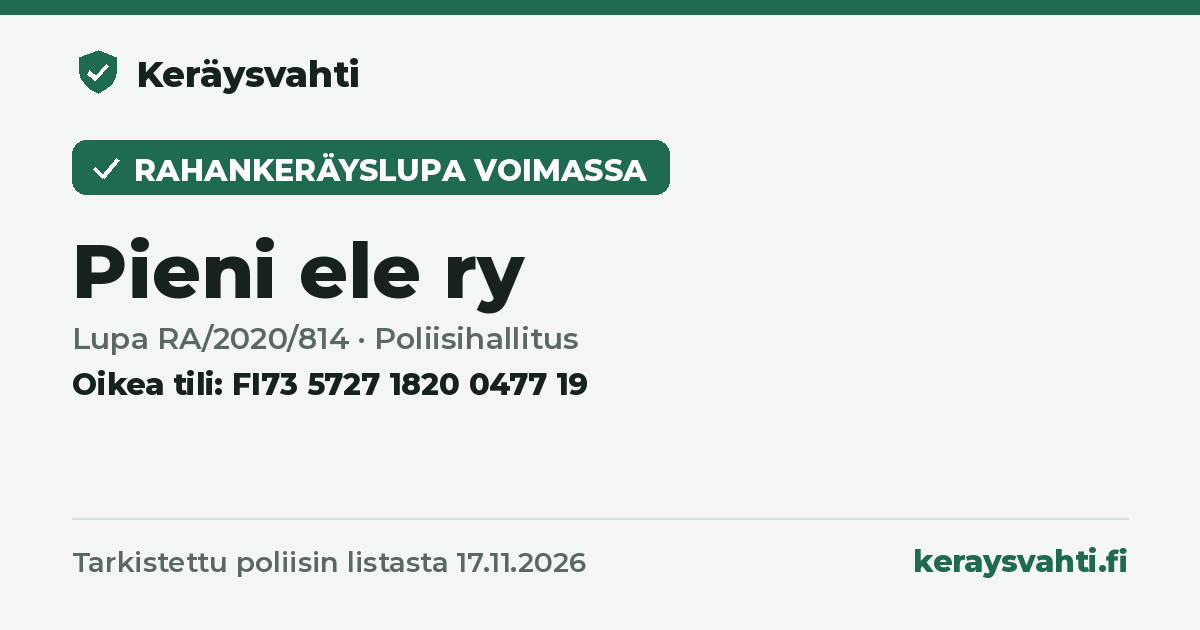 Keräysvahti
RAHANKERÄYSLUPA VOIMASSA
Pieni ele ry
Lupa RA/2020/814 · Poliisihallitus
Oikea tili: FI73 5727 1820 0477 19
Tarkistettu poliisin listasta 17.11.2026
keraysvahti.fi